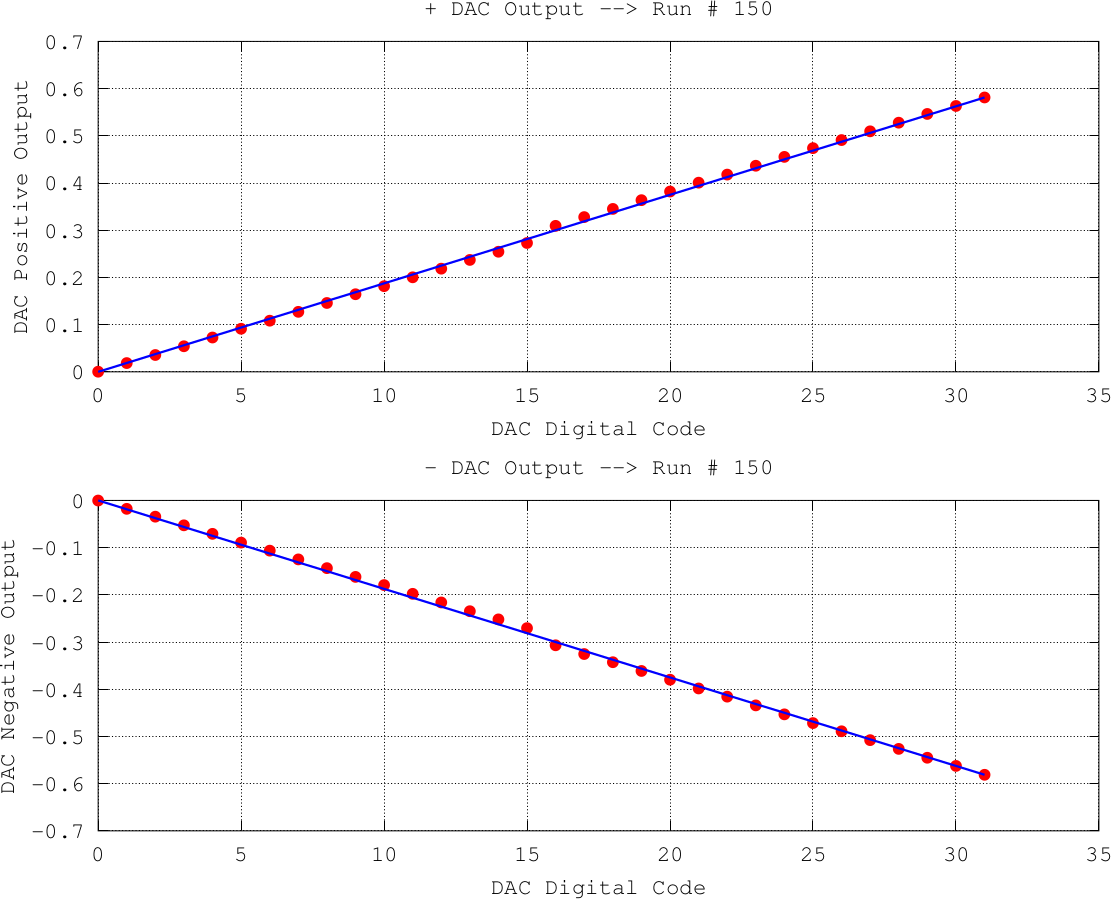 + DAC Output --> Run # 150
0.7
0.6
0.5
0.4
0.3
0.2
0.1
0
DAC Positive Output
0 5 10 15 20 25 30 35
DAC Digital Code
- DAC Output --> Run # 150
0
-0.1
-0.2
-0.3
-0.4
-0.5
-0.6
-0.7
DAC Negative Output
0 5 10 15 20 25 30 35
DAC Digital Code